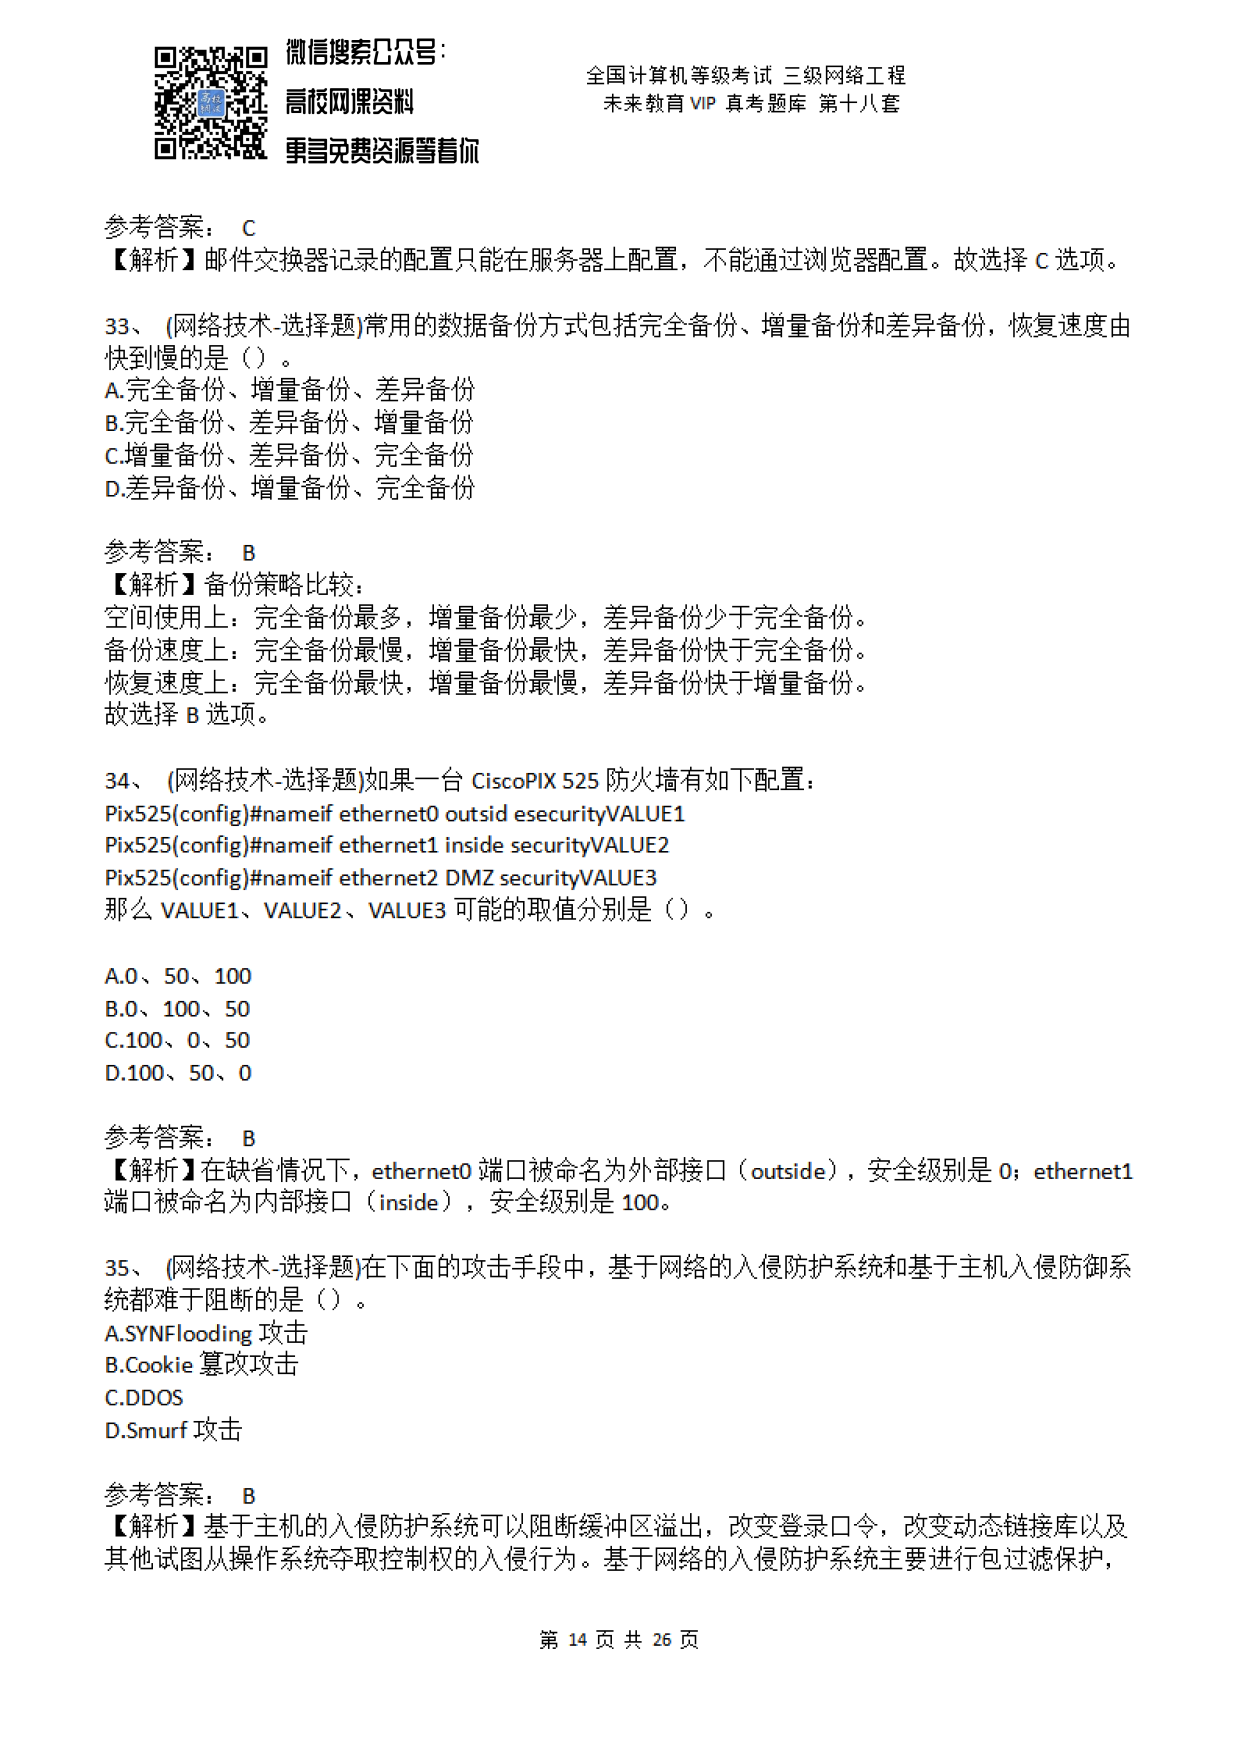 微信搜索公众号：
高校网课资料
更多免费资源等着你
全国计算机等级考试 三级网络工程
未来教育 VIP 真考题库 第十八套
参考答案： C
【解析】邮件交换器记录的配置只能在服务器上配置，不能通过浏览器配置。故选择 C 选项。
33、 (网络技术-选择题)常用的数据备份方式包括完全备份、增量备份和差异备份，恢复速度由
快到慢的是（）。
A.完全备份、增量备份、差异备份
B.完全备份、差异备份、增量备份
C.增量备份、差异备份、完全备份
D.差异备份、增量备份、完全备份
参考答案： B
【解析】备份策略比较：
空间使用上：完全备份最多，增量备份最少，差异备份少于完全备份。
备份速度上：完全备份最慢，增量备份最快，差异备份快于完全备份。
恢复速度上：完全备份最快，增量备份最慢，差异备份快于增量备份。
故选择 B 选项。
34、 (网络技术-选择题)如果一台 CiscoPIX 525 防火墙有如下配置：
Pix525(config)#nameif ethernet0 outsid esecurityVALUE1
Pix525(config)#nameif ethernet1 inside securityVALUE2
Pix525(config)#nameif ethernet2 DMZ securityVALUE3
那么 VALUE1、VALUE2、VALUE3 可能的取值分别是（）。
A.0、50、100
B.0、100、50
C.100、0、50
D.100、50、0
参考答案： B
【解析】在缺省情况下，ethernet0 端口被命名为外部接口（outside），安全级别是 0；ethernet1
端口被命名为内部接口（inside），安全级别是 100。
35、 (网络技术-选择题)在下面的攻击手段中，基于网络的入侵防护系统和基于主机入侵防御系
统都难于阻断的是（）。
A.SYNFlooding 攻击
B.Cookie 篡改攻击
C.DDOS
D.Smurf 攻击
参考答案： B
【解析】基于主机的入侵防护系统可以阻断缓冲区溢出，改变登录口令，改变动态链接库以及
其他试图从操作系统夺取控制权的入侵行为。基于网络的入侵防护系统主要进行包过滤保护，
第 14 页 共 26 页